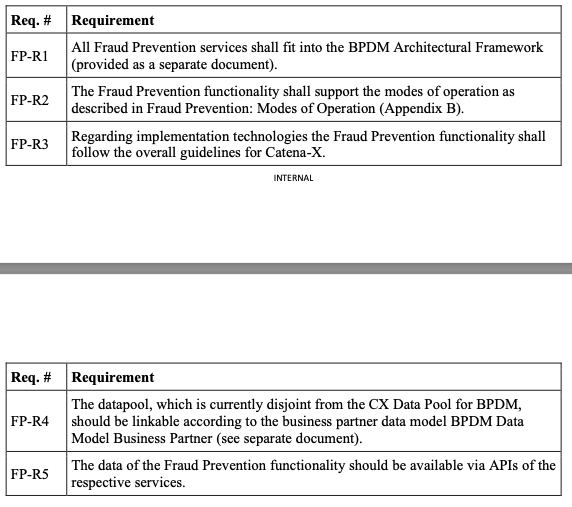 Req. # Requirement
FP-R1 All Fraud Prevention services shall fit into the BPDM Architectural Framework
(provided as a separate document).
FP-R2 The Fraud Prevention functionality shall support the modes of operation as
described in Fraud Prevention: Modes of Operation (Appendix B).
FP-R3 Regarding implementation technologies the Fraud Prevention functionality shall
follow the overall guidelines for Catena-X.
INTERNAL
Req. # Requirement
FP-R4 The datapool, which is currently disjoint from the CX Data Pool for BPDM,
should be linkable according to the business partner data model BPDM Data
Model Business Partner (see separate document).
FP-R5 The data of the Fraud Prevention functionality should be available via APIs of the
respective services.